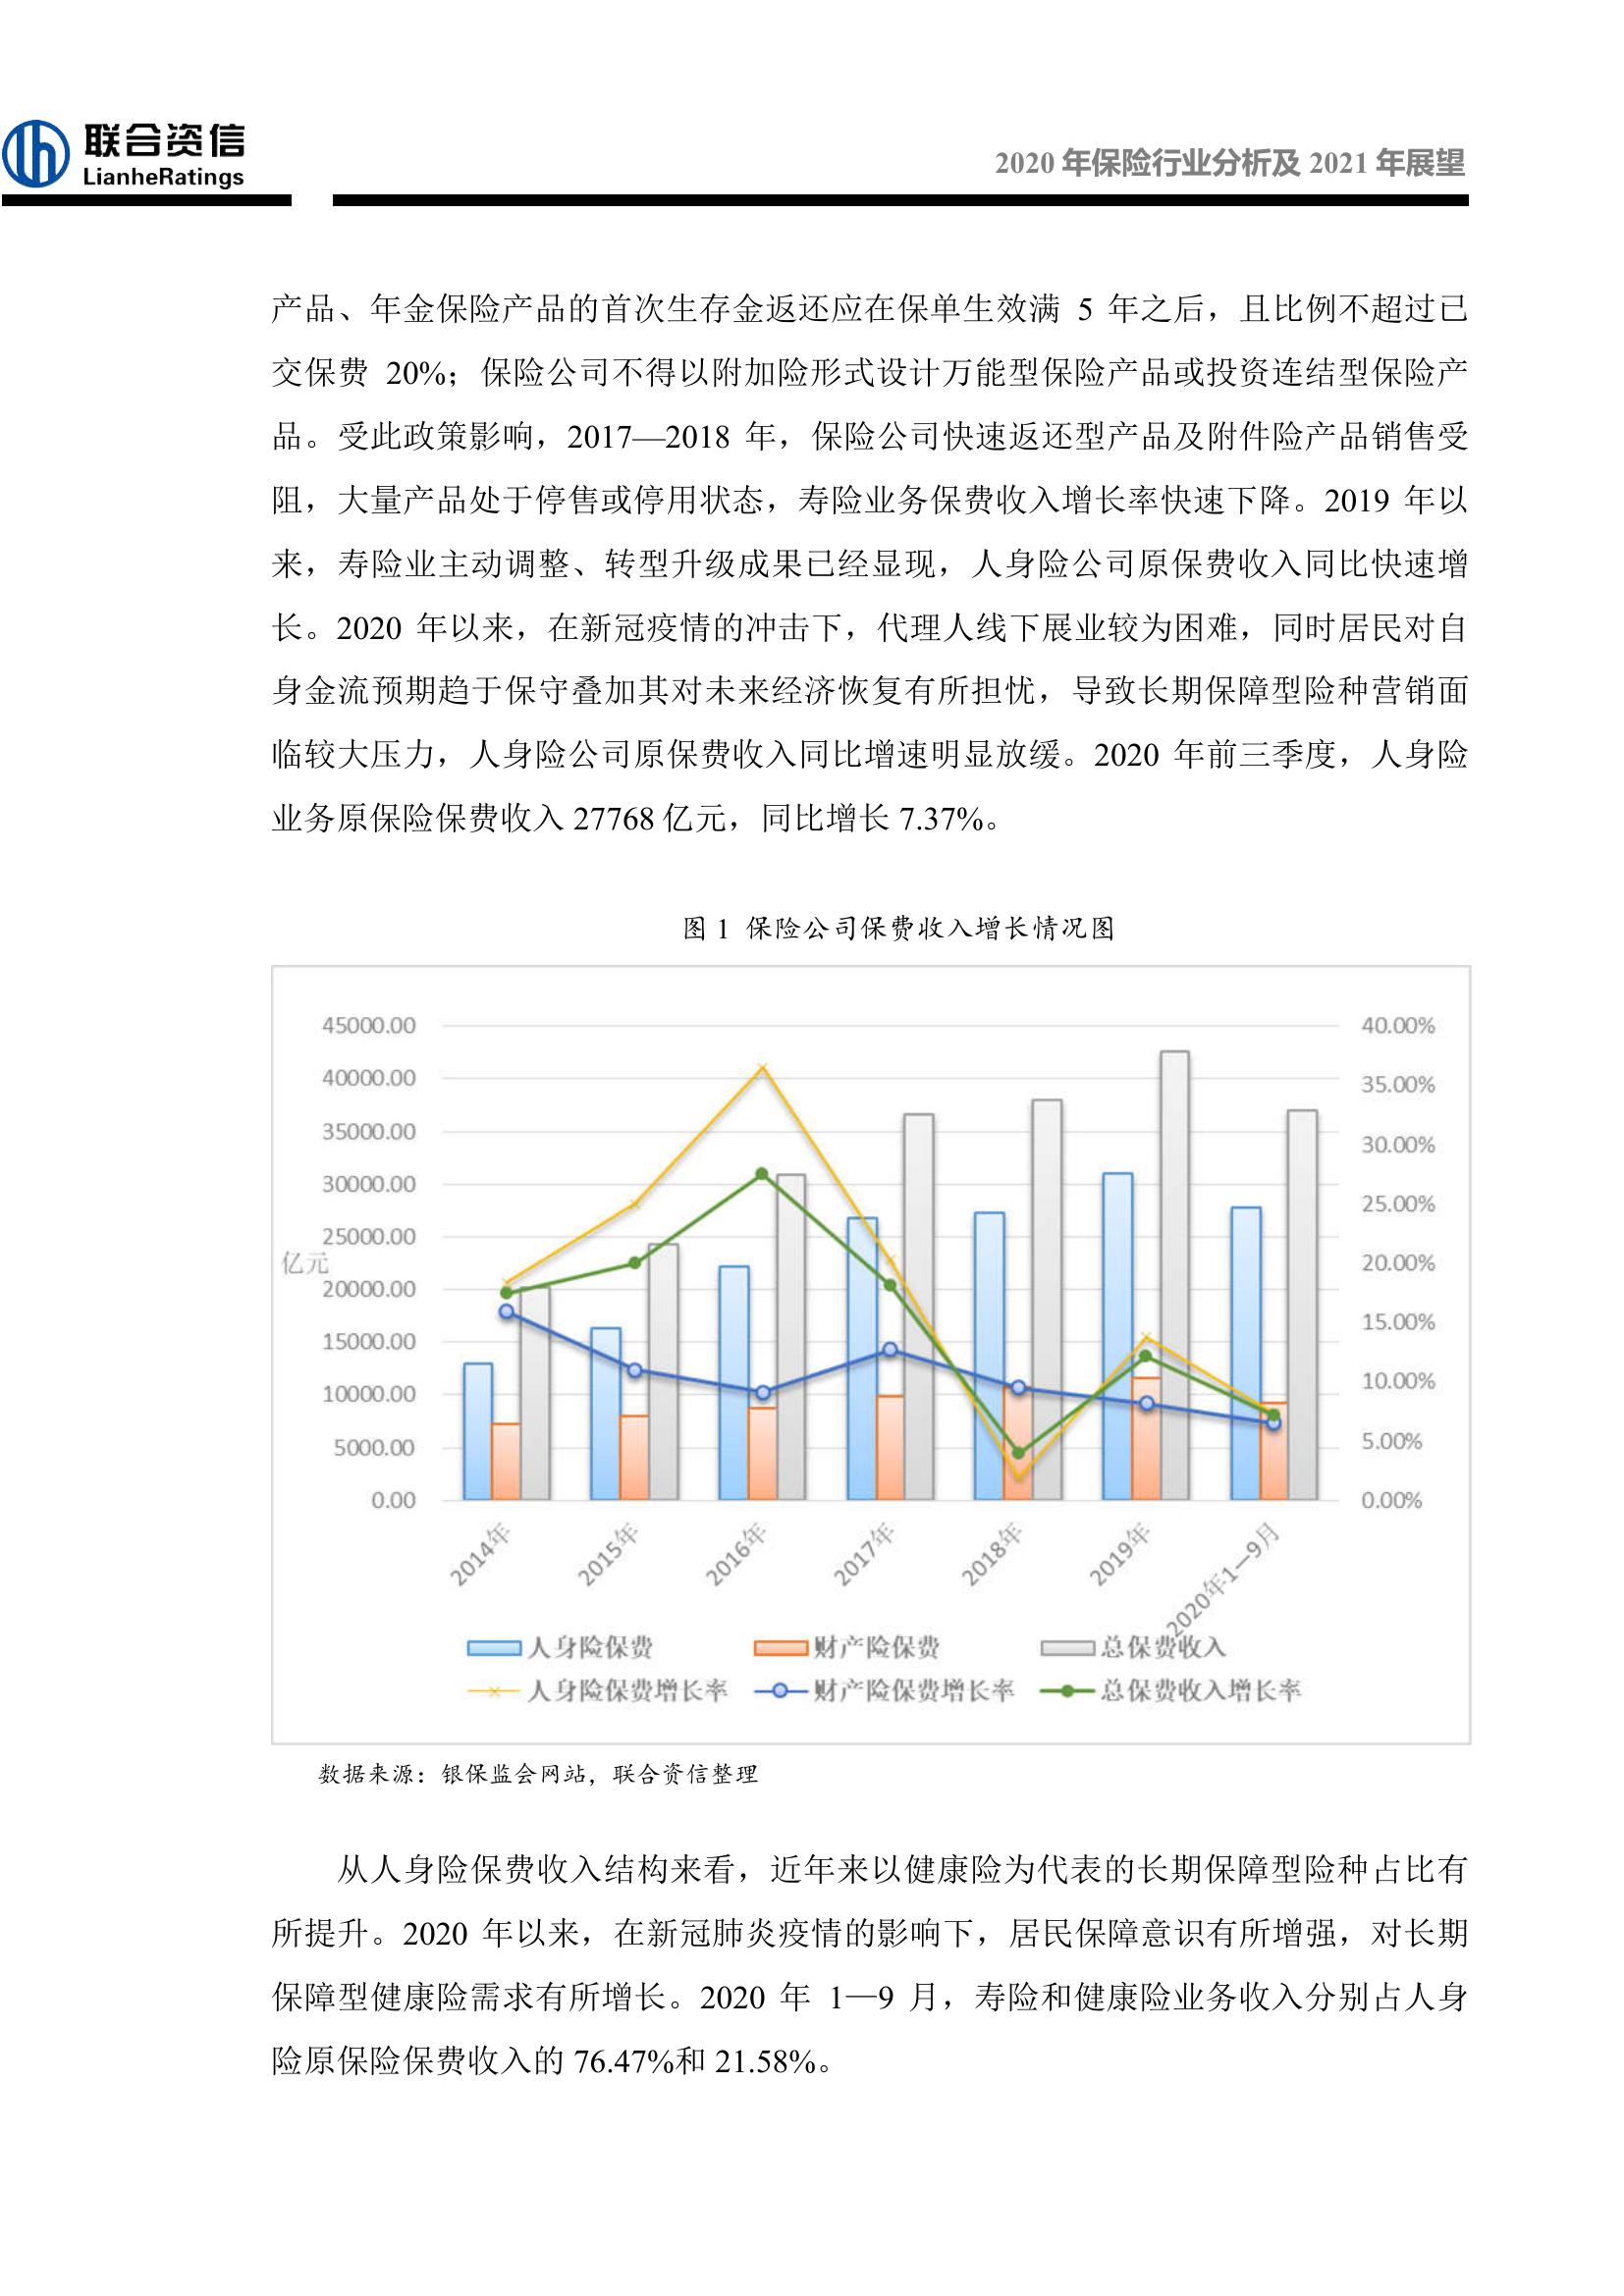 联合资信
LianheRatings
2020 年保险行业分析及 2021 年展望
产品、年金保险产品的首次生存金返还应在保单生效满 5 年之后，且比例不超过已
交保费 20%；保险公司不得以附加险形式设计万能型保险产品或投资连结型保险产
品。受此政策影响，2017—2018 年，保险公司快速返还型产品及附件险产品销售受
阻，大量产品处于停售或停用状态，寿险业务保费收入增长率快速下降。2019 年以
来，寿险业主动调整、转型升级成果已经显现，人身险公司原保费收入同比快速增
长。2020 年以来，在新冠疫情的冲击下，代理人线下展业较为困难，同时居民对自
身金流预期趋于保守叠加其对未来经济恢复有所担忧，导致长期保障型险种营销面
临较大压力，人身险公司原保费收入同比增速明显放缓。2020 年前三季度，人身险
业务原保险保费收入 27768 亿元，同比增长 7.37%。
图 1 保险公司保费收入增长情况图
45000.00
40000.00
35000.00
30000.00
25000.00
20000.00
15000.00
10000.00
5000.00
0.00
亿元
40.00%
35.00%
30.00%
25.00%
20.00%
15.00%
10.00%
5.00%
0.00%
2014年
2015年
2016年
2017年
2018年
2019年
2020年1—9月
人身险保费 财产险保费 总保费收入
人身险保费增长率 财产险保费增长率 总保费收入增长率
数据来源：银保监会网站，联合资信整理
从人身险保费收入结构来看，近年来以健康险为代表的长期保障型险种占比有
所提升。2020 年以来，在新冠肺炎疫情的影响下，居民保障意识有所增强，对长期
保障型健康险需求有所增长。2020 年 1—9 月，寿险和健康险业务收入分别占人身
险原保险保费收入的 76.47%和 21.58%。